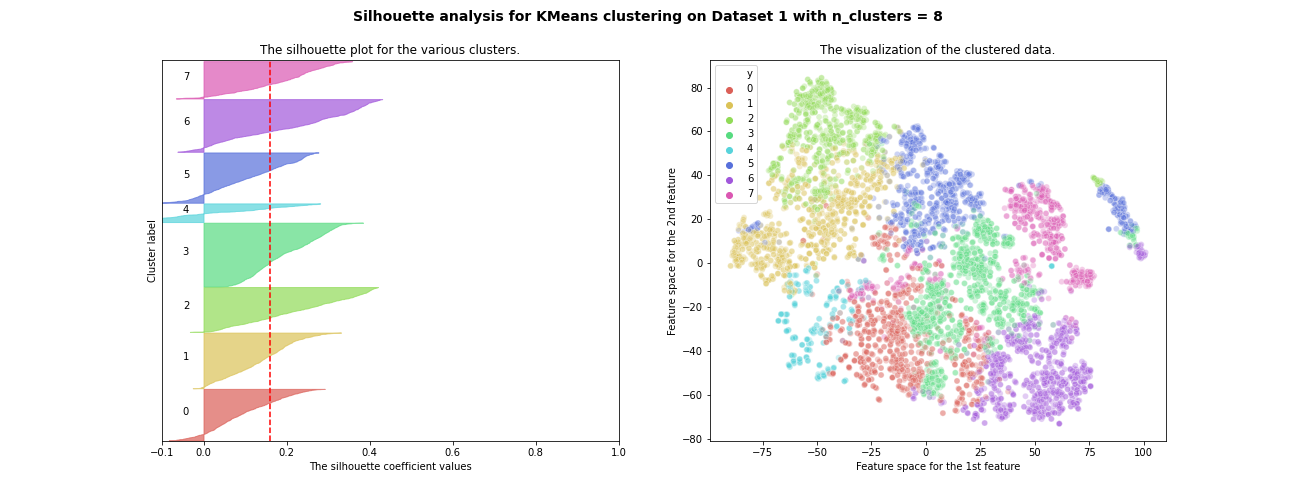 Silhouette analysis for KMeans clustering on Dataset 1 with n_clusters = 8
The silhouette plot for the various clusters.
Cluster label
7
6
5
4
3
2
1
0
−0.1 0.0 0.2 0.4 0.6 0.8 1.0
The silhouette coefficient values
The visualization of the clustered data.
Feature space for the 2nd feature
80
60
40
20
0
−20
−40
−60
−80
y
0
1
2
3
4
5
6
7
−75 −50 −25 0 25 50 75 100
Feature space for the 1st feature